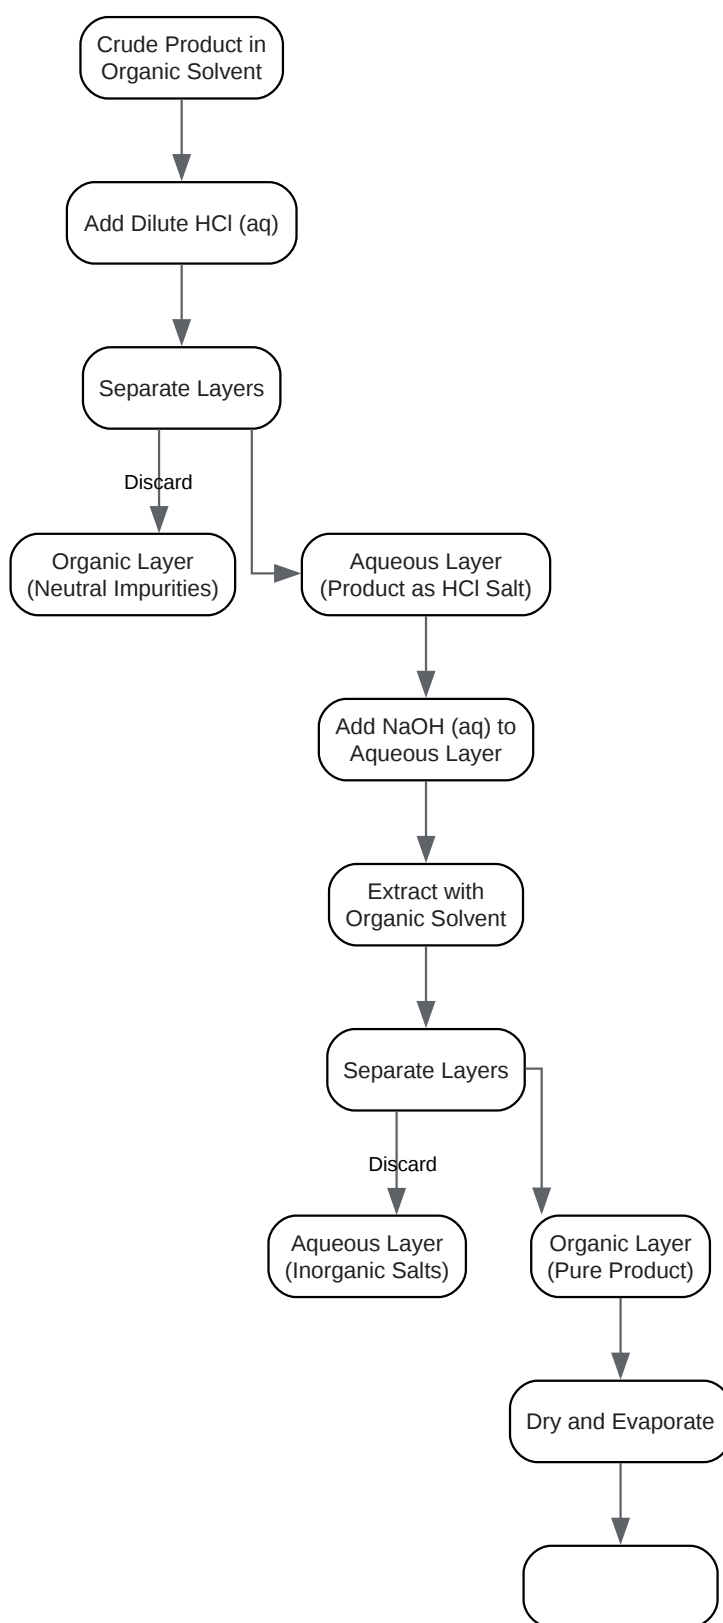 Crude Product in
Organic Solvent
Add Dilute HCl (aq)
Separate Layers
Discard
Organic Layer
(Neutral Impurities)
Aqueous Layer
(Product as HCl Salt)
Add NaOH (aq) to
Aqueous Layer
Extract with
Organic Solvent
Separate Layers
Discard
Aqueous Layer
(Inorganic Salts)
Organic Layer
(Pure Product)
Dry and Evaporate